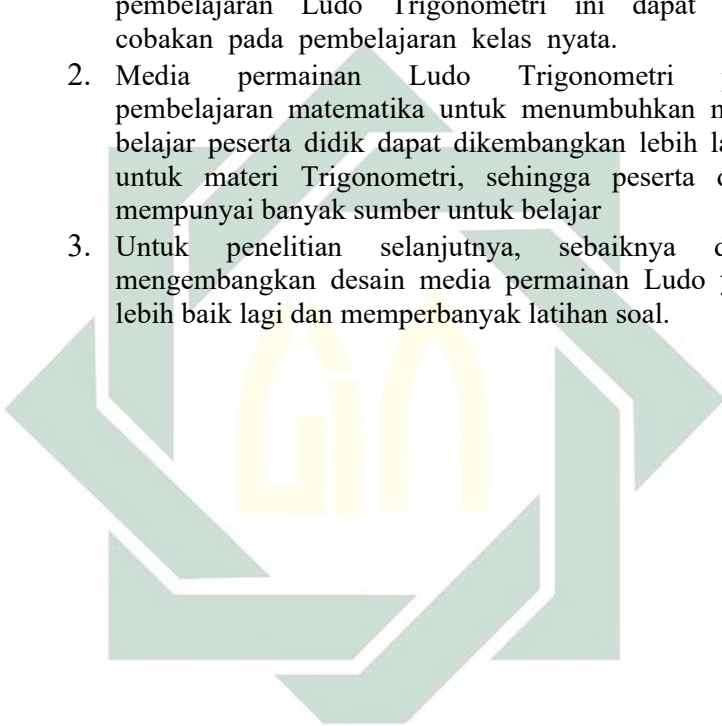 pembelajaran Ludo Trigonometri ini dapat
cobakan pada pembelajaran kelas nyata.
2. Media permainan Ludo Trigonometri
pembelajaran matematika untuk menumbuhkan
belajar peserta didik dapat dikembangkan lebih
untuk materi Trigonometri, sehingga peserta
mempunyai banyak sumber untuk belajar
3. Untuk penelitian selanjutnya, sebaiknya
mengembangkan desain media permainan Ludo
lebih baik lagi dan memperbanyak latihan soal.